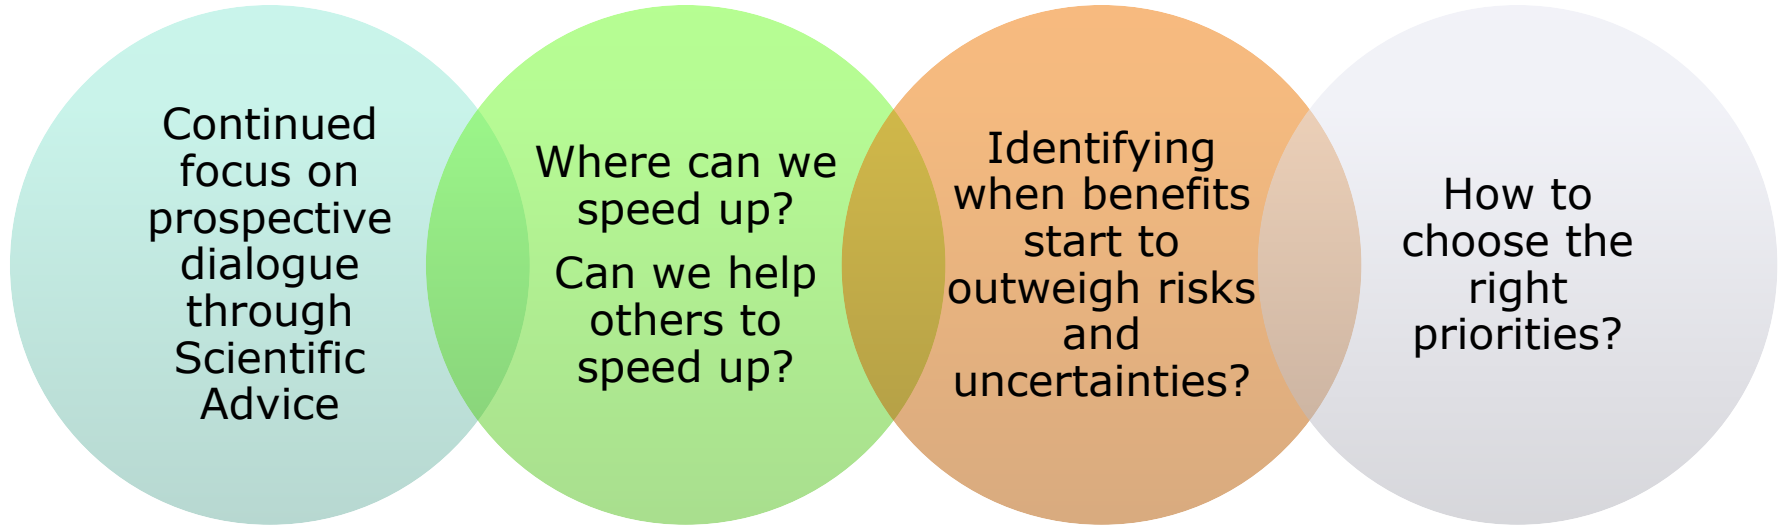 Continued
focus on
prospective
dialogue
through
Scientific
Advice
Where can we
speed up?
Can we help
others to
speed up?
Identifying
when benefits
start to
outweigh risks
and
uncertainties?
How to
choose the
right
priorities?